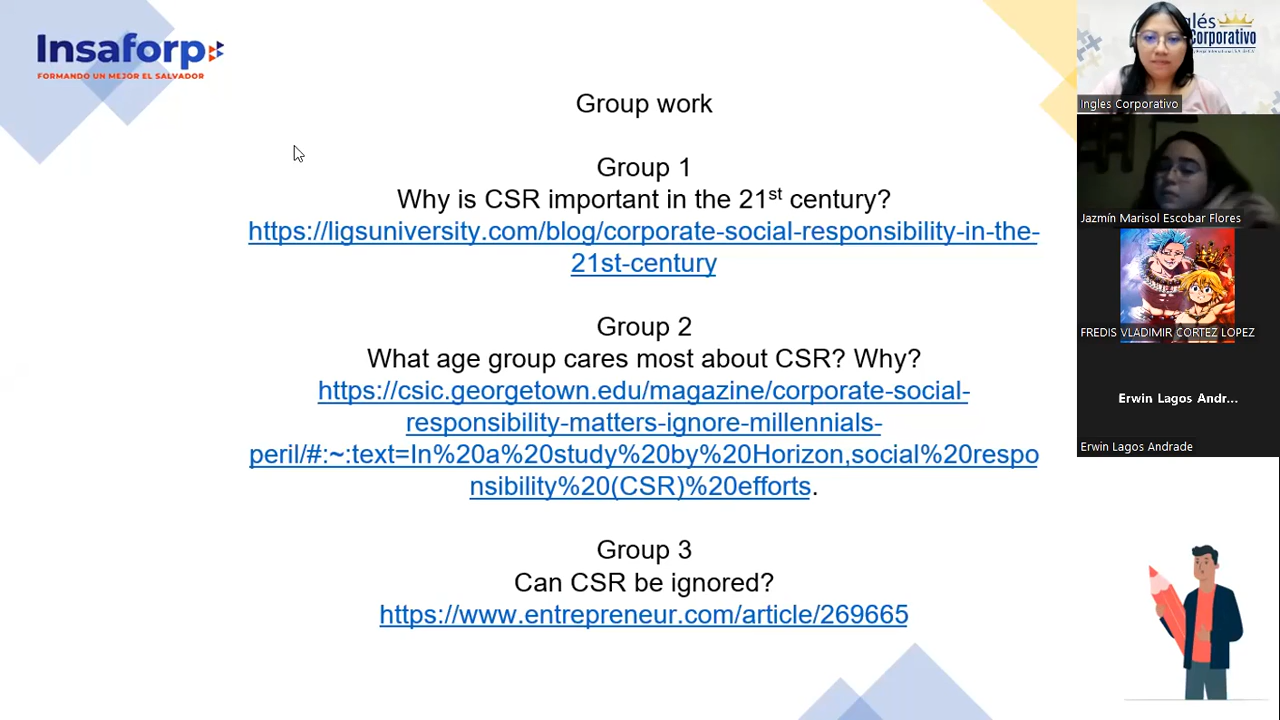 Insaforp
FORMANDO UN MEJOR EL SALVADOR
Group work
Group 1
Why is CSR important in the 21st century?
https://ligsuniversity.com/blog/corporate-social-responsibility-in-the-
21st-century
Group 2
What age group cares most about CSR? Why?
https://csic.georgetown.edu/magazine/corporate-social-
responsibility-matters-ignore-millennials-
peril/#:~:text=In%20a%20study%20by%20Horizon,social%20respo
nsibility%20(CSR)%20efforts.
Group 3
Can CSR be ignored?
https://www.entrepreneur.com/article/269665
glés
Corporativo
Ingles Corporativo
Jazmín Marisol Escobar Flores
FREDIS VLADIMIR CORTEZ LOPEZ
Erwin Lagos Andr...
Erwin Lagos Andrade